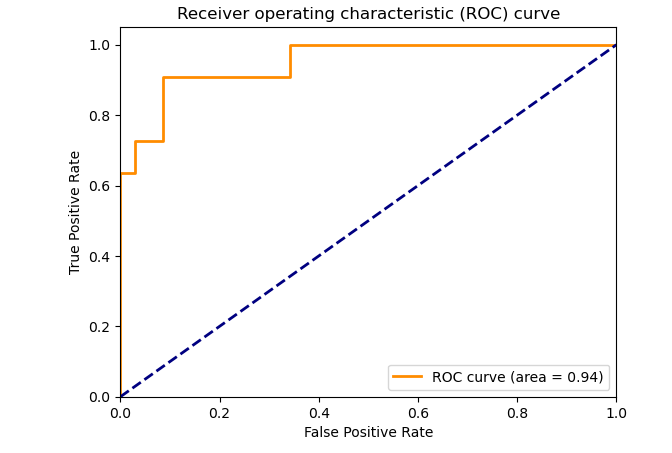 Receiver operating characteristic (ROC) curve
1.0
0.8
0.6
0.4
0.2
0.0
True Positive Rate
ROC curve (area = 0.94)
0.0 0.2 0.4 0.6 0.8 1.0
False Positive Rate